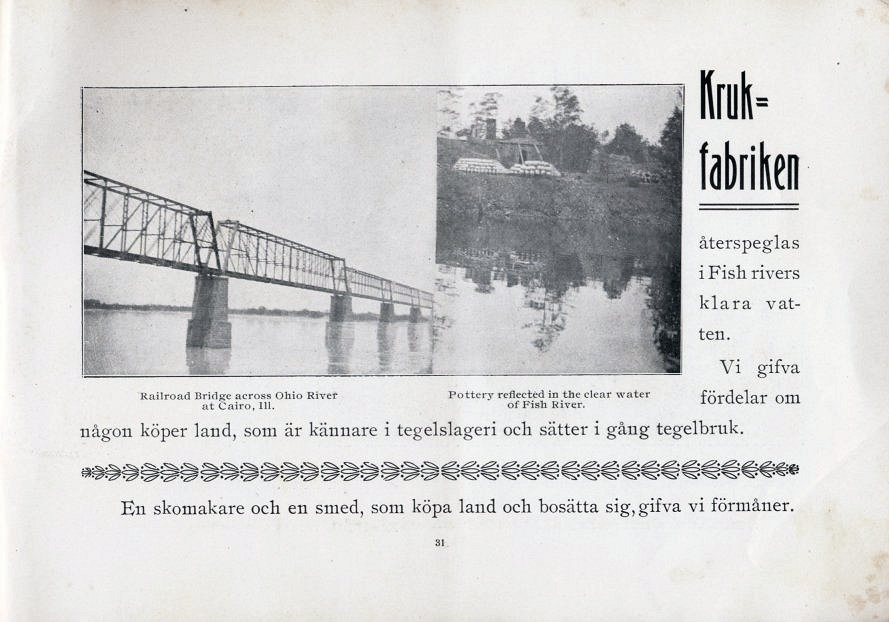 Kruk=
fabriken
återspeglas
i Fish rivers
klara vat-
ten.
Vi gifva
fördelar om
någon köper land, som är kännare i tegelslageri och sätter i gång tegelbruk.
Railroad Bridge across Ohio River
at Cairo, Ill.
Pottery reflected in the clear water
of Fish River.
En skomakare och en smed, som köpa land och bosätta sig, gifva vi förmåner.
31